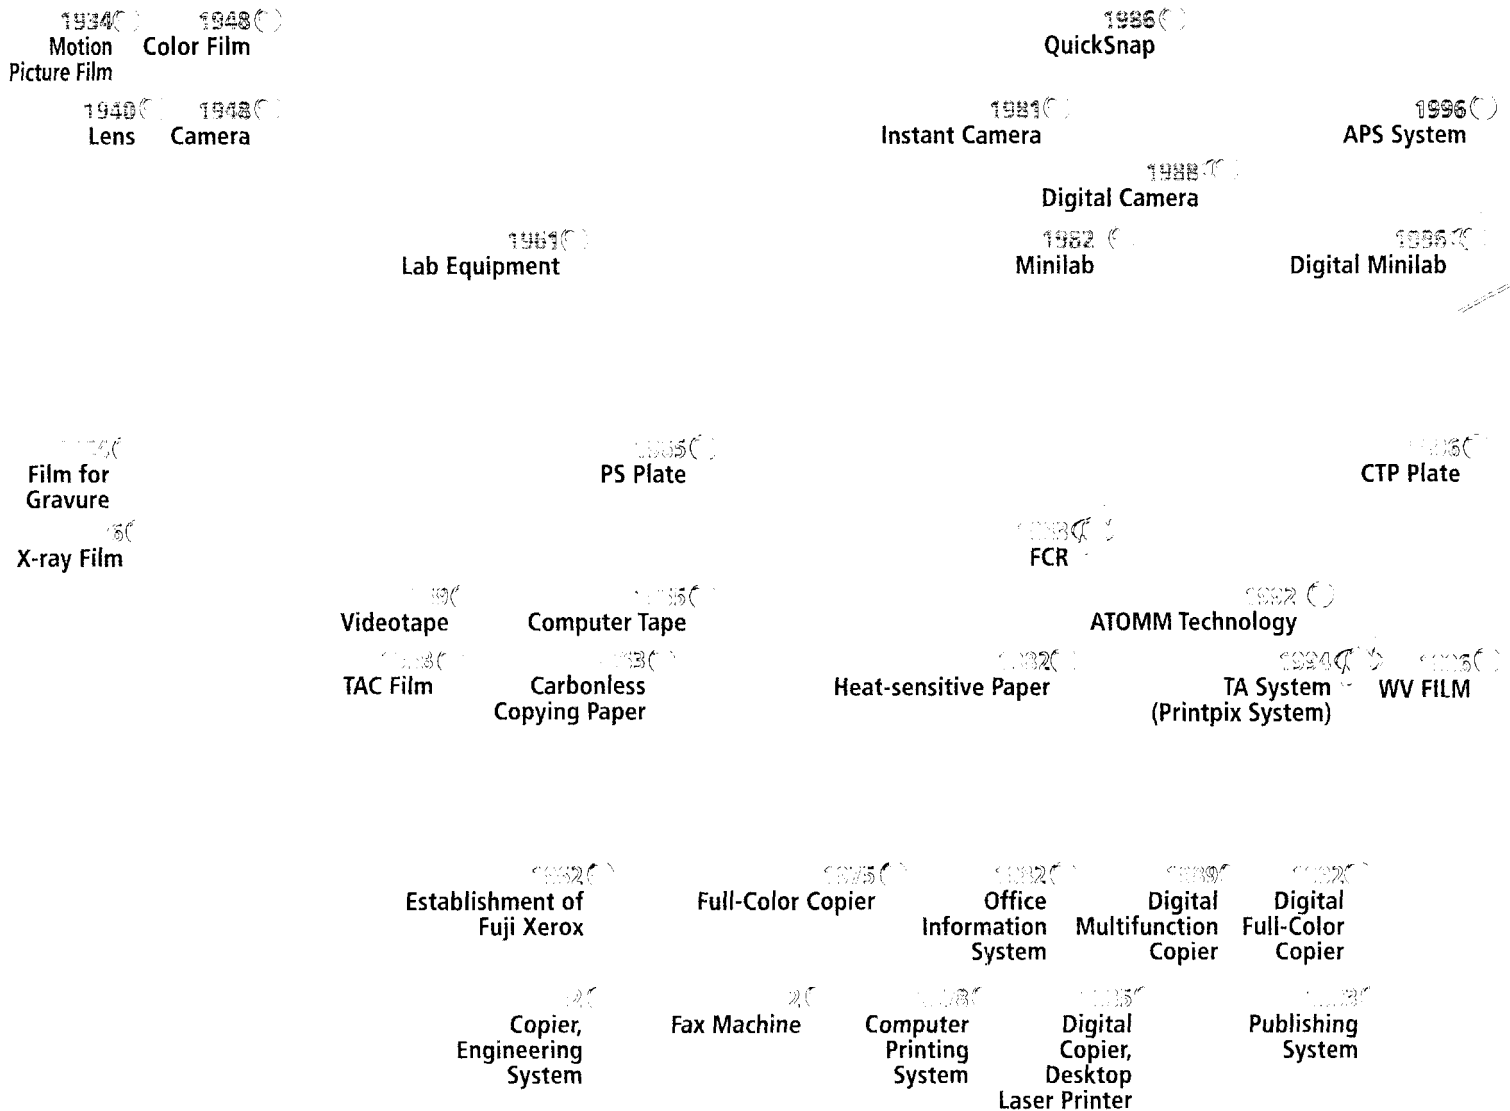 1934 1948 1986
Motion Color Film QuickSnap
Picture Film
1940 1948 1981 1996
Lens Camera Instant Camera APS System
1988
Digital Camera
1961 1982 1996
Lab Equipment Minilab Digital Minilab
Film for PS Plate CTP Plate
Gravure
X-ray Film FCR
1992
Videotape Computer Tape ATOMM Technology
1994
TAC Film Carbonless Heat-sensitive Paper TA System WV FILM
Copying Paper (Printpix System)
Establishment of Full-Color Copier Office Digital Digital
Fuji Xerox Information Multifunction Full-Color
System Copier Copier
Copier, Fax Machine Computer Digital Publishing
Engineering Printing Copier, System
System System Desktop
Laser Printer